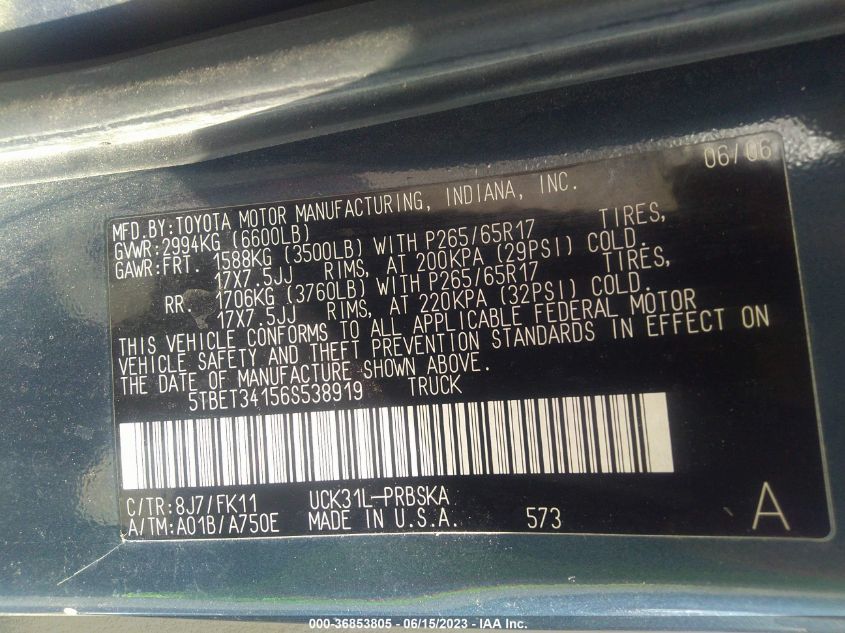 06/06
MFD.BY:TOYOTA MOTOR MANUFACTURING, INDIANA, INC.
GVWR:2994KG (6600LB)
GAWR:FRT. 1588KG (3500LB) WITH P265/65R17 TIRES,
17X7.5JJ RIMS, AT 200KPA (29PSI) COLD.
RR. 1706KG (3760LB) WITH P265/65R17 TIRES,
17X7.5JJ RIMS, AT 220KPA (32PSI) COLD.
THIS VEHICLE CONFORMS TO ALL APPLICABLE FEDERAL MOTOR
VEHICLE SAFETY AND THEFT PREVENTION STANDARDS IN EFFECT ON
THE DATE OF MANUFACTURE SHOWN ABOVE.
5TBET34156S538919 TRUCK
C/TR:8J7/FK11 UCK31L-PRBSKA
A/TM:A01B/A750E MADE IN U.S.A. 573 A
000-36853805 - 06/15/2023 - IAA Inc.